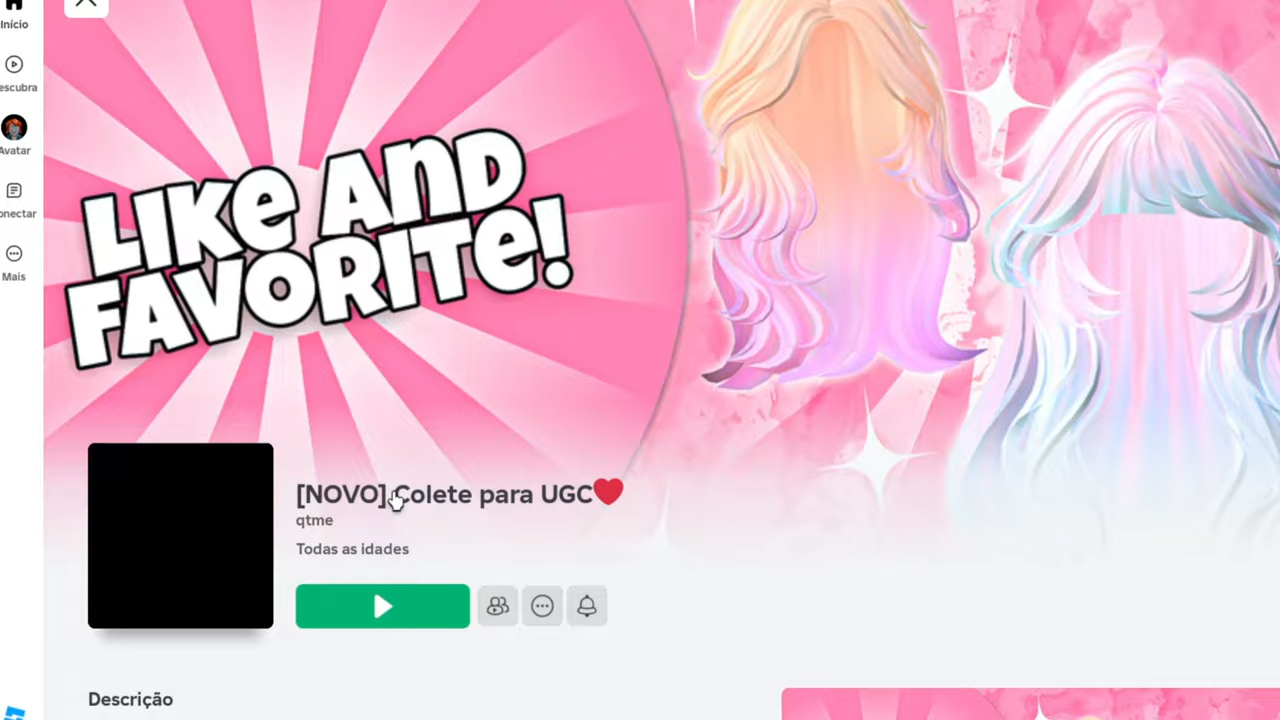 Início
escubra
Avatar
onectar
Mais
LIKe AND
FAVORITe!
[NOVO] Colete para UGC❤️
qtme
Todas as idades
Descrição